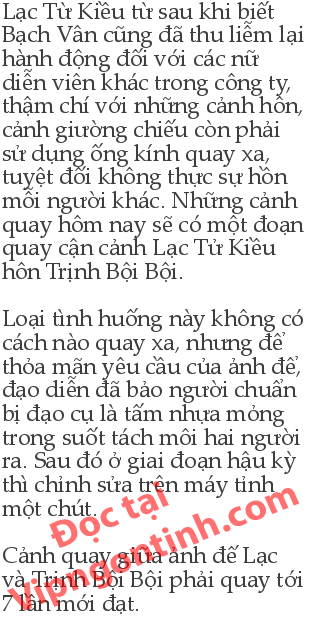 Lạc Tử Kiều từ sau khi biết
Bạch Vân cũng đã thu liễm lại
hành động đối với các nữ
diễn viên khác trong công ty,
thậm chí với những cảnh hôn,
cảnh giường chiếu còn phải
sử dụng ống kính quay xa,
tuyệt đối không thực sự hôn
môi người khác. Những cảnh
quay hôm nay sẽ có một đoạn
quay cận cảnh Lạc Tử Kiều
hôn Trịnh Bội Bội.
Loại tình huống này không có
cách nào quay xa, nhưng để
thỏa mãn yêu cầu của ảnh để,
đạo diễn đã bảo người chuẩn
bị đạo cụ là tấm nhựa mỏng
trong suốt tách môi hai người
ra. Sau đó ở giai đoạn hậu kỳ
thì chỉnh sửa trên máy tính
một chút.
Cảnh quay giữa ảnh đế Lạc
và Trịnh Bội Bội phải quay tới
7 lần mới đạt.
Đọc tại
Vipngontinh.com